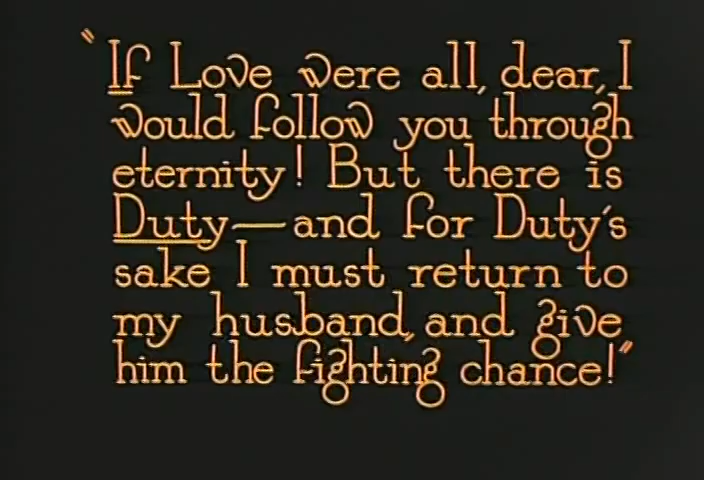 "If Love were all, dear, I
would follow you through
eternity! But there is
Duty—and for Duty's
sake I must return to
my husband, and give
him the fighting chance!"